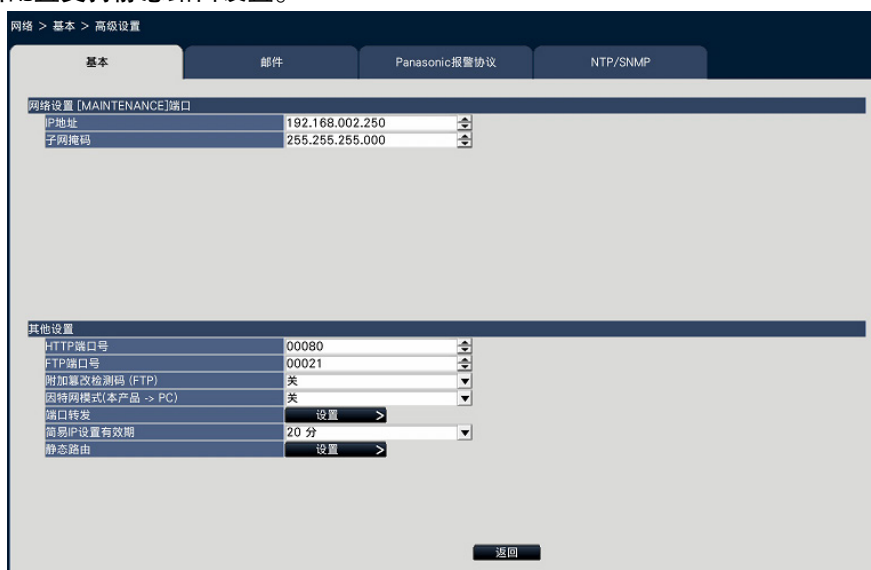 网络 > 基本 > 高级设置
基本 邮件 Panasonic报警协议 NTP/SNMP
网络设置 [MAINTENANCE]端口
IP地址 192.168.002.250
子网掩码 255.255.255.000
其他设置
HTTP端口号 00080
FTP端口号 00021
附加篡改检测码 (FTP) 关
因特网模式(本产品 -> PC) 关
端口转发 设置 >
简易IP设置有效期 20 分
静态路由 设置 >
返回